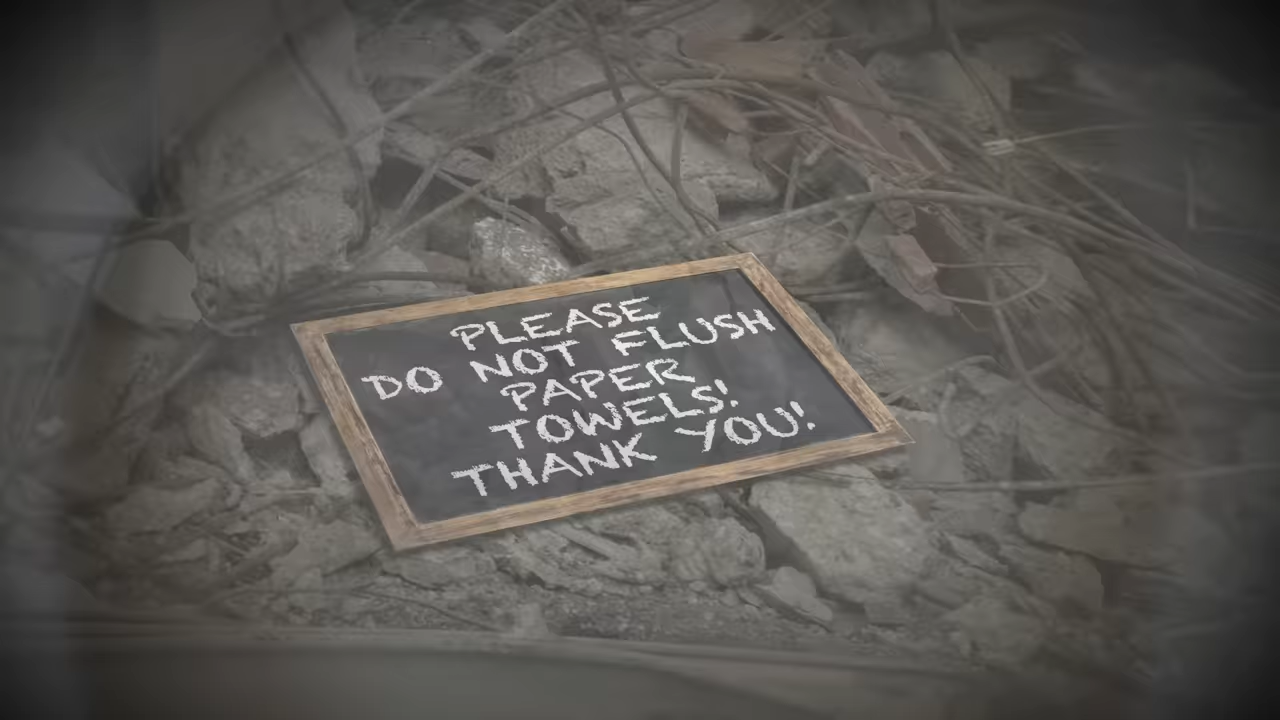 PLEASE
DO NOT FLUSH
PAPER
TOWELS!
THANK YOU!